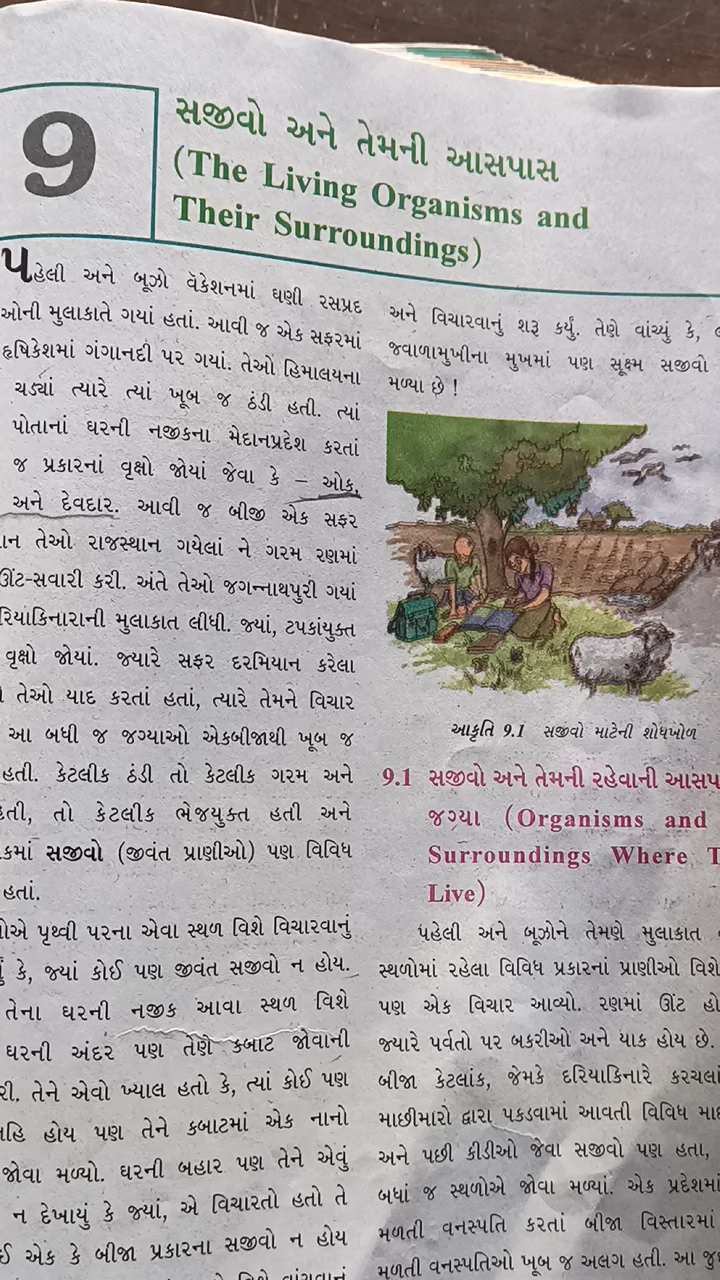 9
સજીવો અને તેમની આસપાસ
(The Living Organisms and
Their Surroundings)
પહેલી અને બૂઝો વૅકેશનમાં ઘણી રસપ્રદ
ઓની મુલાકાતે ગયાં હતાં. આવી જ એક સફરમાં
હૃષિકેશમાં ગંગાનદી પર ગયાં. તેઓ હિમાલયના
ચડ્યાં ત્યારે ત્યાં ખૂબ જ ઠંડી હતી. ત્યાં
પોતાનાં ઘરની નજીકના મેદાનપ્રદેશ કરતાં
જ પ્રકારનાં વૃક્ષો જોયાં જેવા કે – ઓક,
અને દેવદાર. આવી જ બીજી એક સફર
તેઓ રાજસ્થાન ગયેલાં ને ગરમ રણમાં
ઊંટ-સવારી કરી. અંતે તેઓ જગન્નાથપુરી ગયાં
રિયાકિનારાની મુલાકાત લીધી. જ્યાં, ટપકાંયુક્ત
વૃક્ષો જોયાં. જ્યારે સફર દરમિયાન કરેલા
તેઓ યાદ કરતાં હતાં, ત્યારે તેમને વિચાર
આ બધી જ જગ્યાઓ એકબીજાથી ખૂબ જ
હતી. કેટલીક ઠંડી તો કેટલીક ગરમ અને
હતી, તો કેટલીક ભેજયુક્ત હતી અને
કમાં સજીવો (જીવંત પ્રાણીઓ) પણ વિવિધ
હતાં.
એ પૃથ્વી પરના એવા સ્થળ વિશે વિચારવાનું
કે, જ્યાં કોઈ પણ જીવંત સજીવો ન હોય.
તેના ઘરની નજીક આવા સ્થળ વિશે
ઘરની અંદર પણ તેણે કબાટ જોવાની
રી. તેને એવો ખ્યાલ હતો કે, ત્યાં કોઈ પણ
નહિ હોય પણ તેને કબાટમાં એક નાનો
જોવા મળ્યો. ઘરની બહાર પણ તેને એવું
ન દેખાયું કે જ્યાં, એ વિચારતો હતો તે
એક કે બીજા પ્રકારના સજીવો ન હોય
વિશે વાંચવાનું
અને વિચારવાનું શરૂ કર્યું. તેણે વાંચ્યું કે,
જવાળામુખીના મુખમાં પણ સૂક્ષ્મ સજીવો
મળ્યા છે !
આકૃતિ 9.1 સજીવો માટેની શોધખોળ
9.1 સજીવો અને તેમની રહેવાની આસપ
જગ્યા (Organisms and
Surroundings Where T
Live)
પહેલી અને બૂઝોને તેમણે મુલાકાત
સ્થળોમાં રહેલા વિવિધ પ્રકારનાં પ્રાણીઓ વિશે
પણ એક વિચાર આવ્યો. રણમાં ઊંટ હો
જ્યારે પર્વતો પર બકરીઓ અને યાક હોય છે.
બીજા કેટલાંક, જેમકે દરિયાકિનારે કરચલા
માછીમારો દ્વારા પકડવામાં આવતી વિવિધ માછ
અને પછી કીડીઓ જેવા સજીવો પણ હતા,
બધાં જ સ્થળોએ જોવા મળ્યાં. એક પ્રદેશમાં
મળતી વનસ્પતિ કરતાં બીજા વિસ્તારમાં
મળતી વનસ્પતિઓ ખૂબ જ અલગ હતી. આ જુ